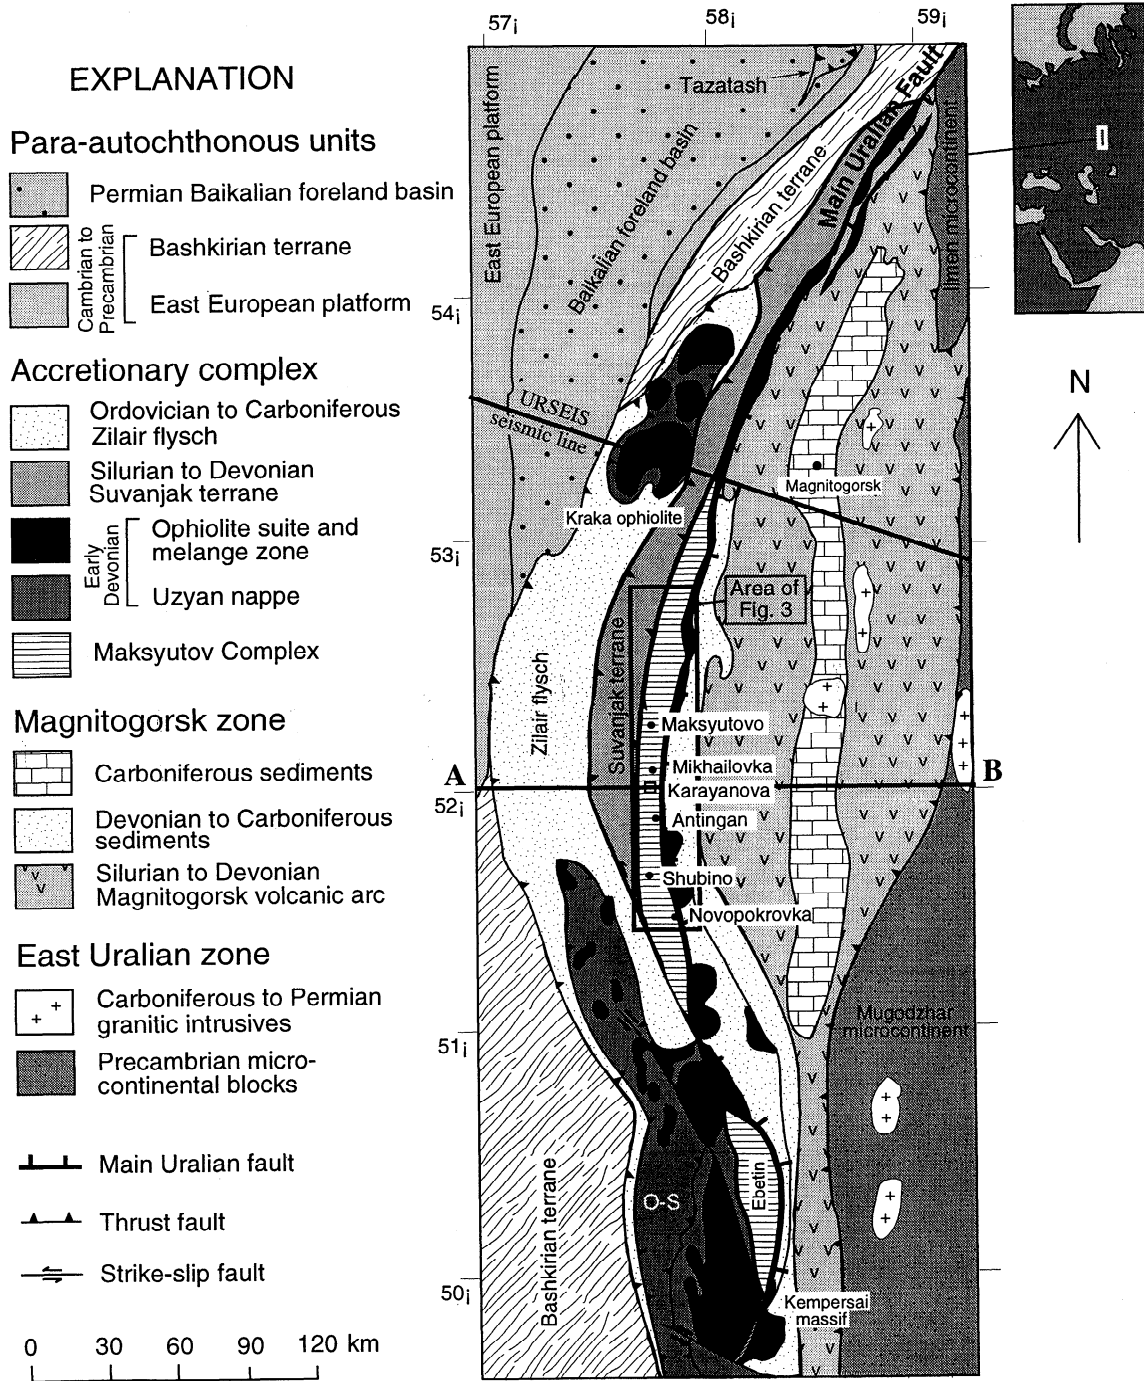 EXPLANATION
Para-autochthonous units
Permian Baikalian foreland basin
Cambrian to
Precambrian
Bashkirian terrane
East European platform
Accretionary complex
Ordovician to Carboniferous
Zilair flysch
Silurian to Devonian
Suvanjak terrane
Early
Devonian
Ophiolite suite and
melange zone
Uzyan nappe
Maksyutov Complex
Magnitogorsk zone
Carboniferous sediments
Devonian to Carboniferous
sediments
Silurian to Devonian
Magnitogorsk volcanic arc
East Uralian zone
Carboniferous to Permian
granitic intrusives
Precambrian micro-
continental blocks
Main Uralian fault
Thrust fault
Strike-slip fault
0 30 60 90 120 km
57¡ 58¡ 59¡
East European platform
Tazatash
Baikalian foreland basin
Bashkirian terrane
Main Uralian Fault
Ilmen microcontinent
54¡
URSEIS
seismic line
Magnitogorsk
Kraka ophiolite
53¡
Area of
Fig. 3
Zilair flysch
Suvanjak terrane
Maksyutovo
Mikhailovka
A
B
Karayanova
52¡
Antingan
Shubino
Novopokrovka
Mugodzhar
microcontinent
51¡
Bashkirian terrane
O-S
Ebetin
50¡
Kempersai
massif
N